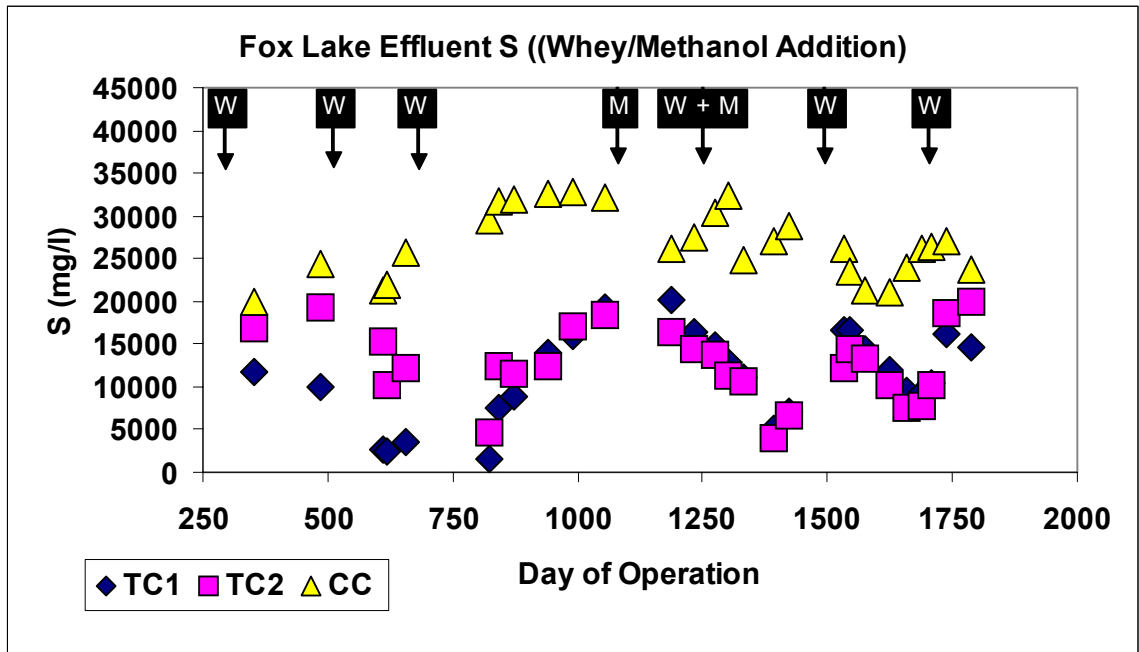 Fox Lake Effluent S ((Whey/Methanol Addition)
45000
40000
35000
30000
25000
20000
15000
10000
5000
0
S (mg/l)
W W W M W + M W W
250 500 750 1000 1250 1500 1750 2000
Day of Operation
TC1 TC2 CC